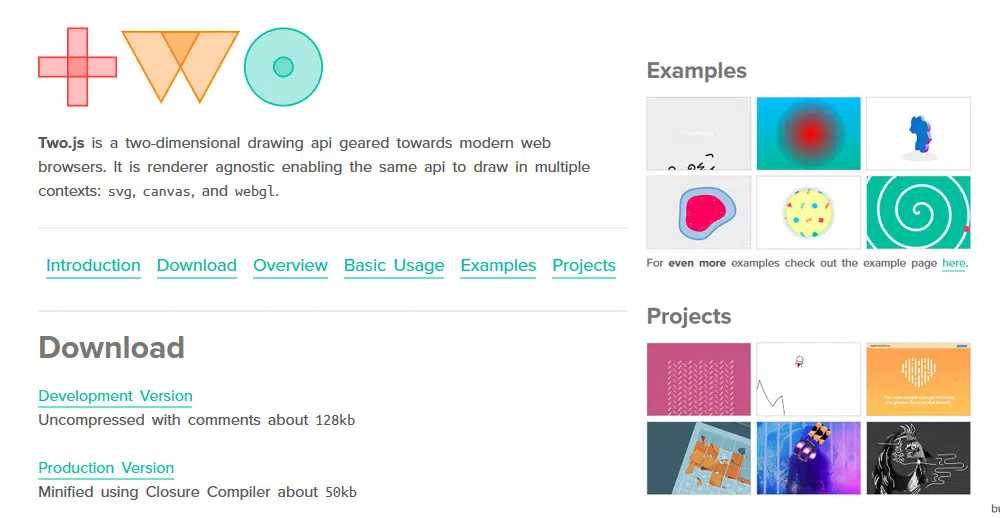 Two.js is a two-dimensional drawing api geared towards modern web
browsers. It is renderer agnostic enabling the same api to draw in multiple
contexts: svg, canvas, and webgl.
Introduction Download Overview Basic Usage Examples Projects
Download
Development Version
Uncompressed with comments about 128kb
Production Version
Minified using Closure Compiler about 50kb
Examples
For even more examples check out the example page here.
Projects